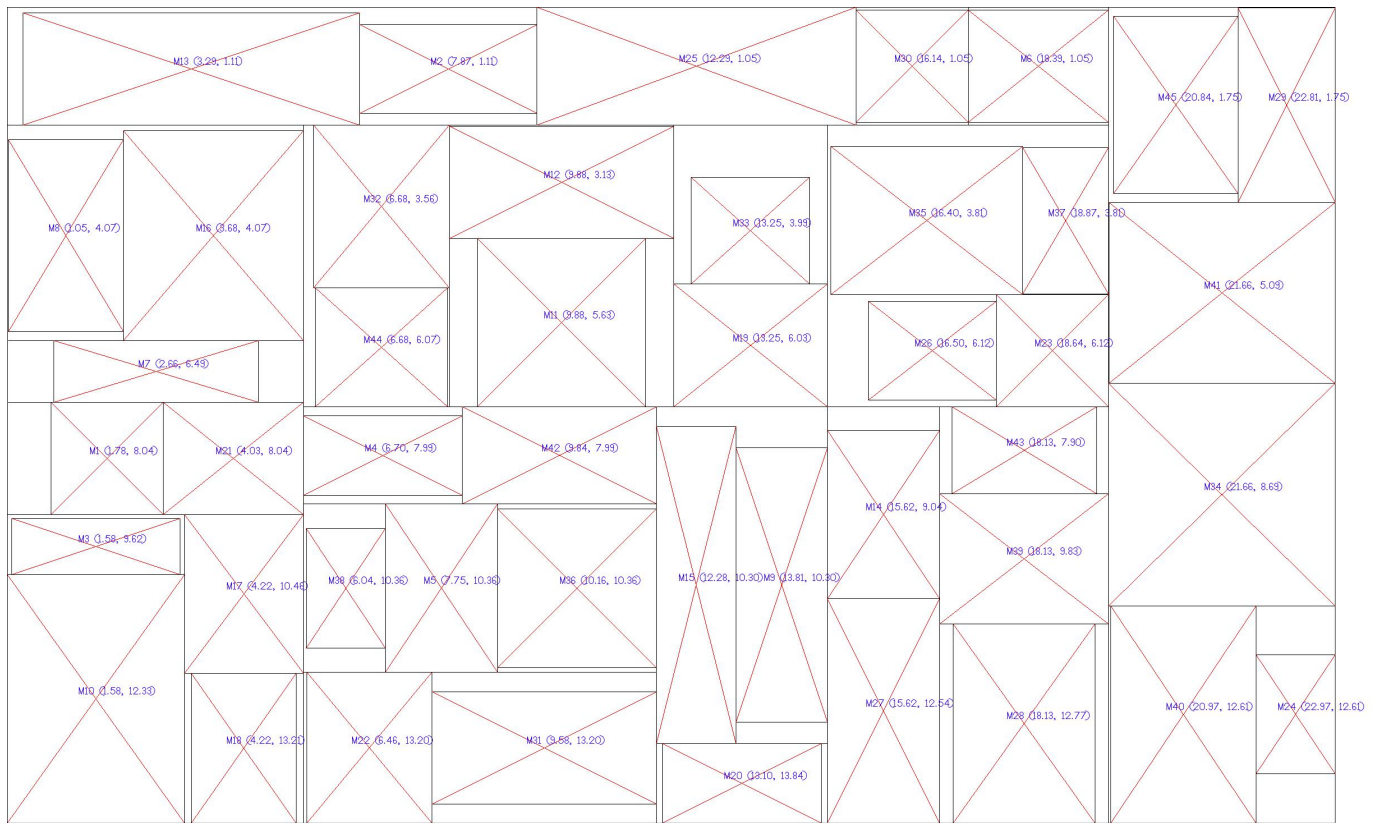 M13 (3.29, 1.11)
M2 (7.87, 1.11)
M25 (12.29, 1.05)
M30 (16.14, 1.05)
M6 (18.39, 1.05)
M45 (20.84, 1.75)
M29 (22.81, 1.75)
M12 (9.88, 3.13)
M32 (6.68, 3.56)
M35 (16.40, 3.81)
M37 (18.87, 3.81)
M33 (13.25, 3.99)
M8 (1.05, 4.07)
M16 (3.68, 4.07)
M41 (21.66, 5.09)
M11 (9.88, 5.63)
M44 (6.68, 6.07)
M19 (13.25, 6.03)
M26 (16.50, 6.12)
M23 (18.64, 6.12)
M7 (2.66, 6.49)
M43 (18.13, 7.90)
M4 (6.70, 7.99)
M42 (9.84, 7.99)
M1 (1.78, 8.04)
M21 (4.03, 8.04)
M34 (21.66, 8.69)
M14 (15.62, 9.04)
M3 (1.58, 9.62)
M39 (18.13, 9.83)
M17 (4.22, 10.46)
M38 (6.04, 10.36)
M5 (7.75, 10.36)
M36 (10.16, 10.36)
M15 (12.28, 10.30)
M9 (13.81, 10.30)
M10 (1.58, 12.33)
M27 (15.62, 12.54)
M40 (20.97, 12.61)
M24 (22.97, 12.61)
M28 (18.13, 12.77)
M18 (4.22, 13.21)
M22 (6.46, 13.20)
M31 (9.58, 13.20)
M20 (13.10, 13.84)